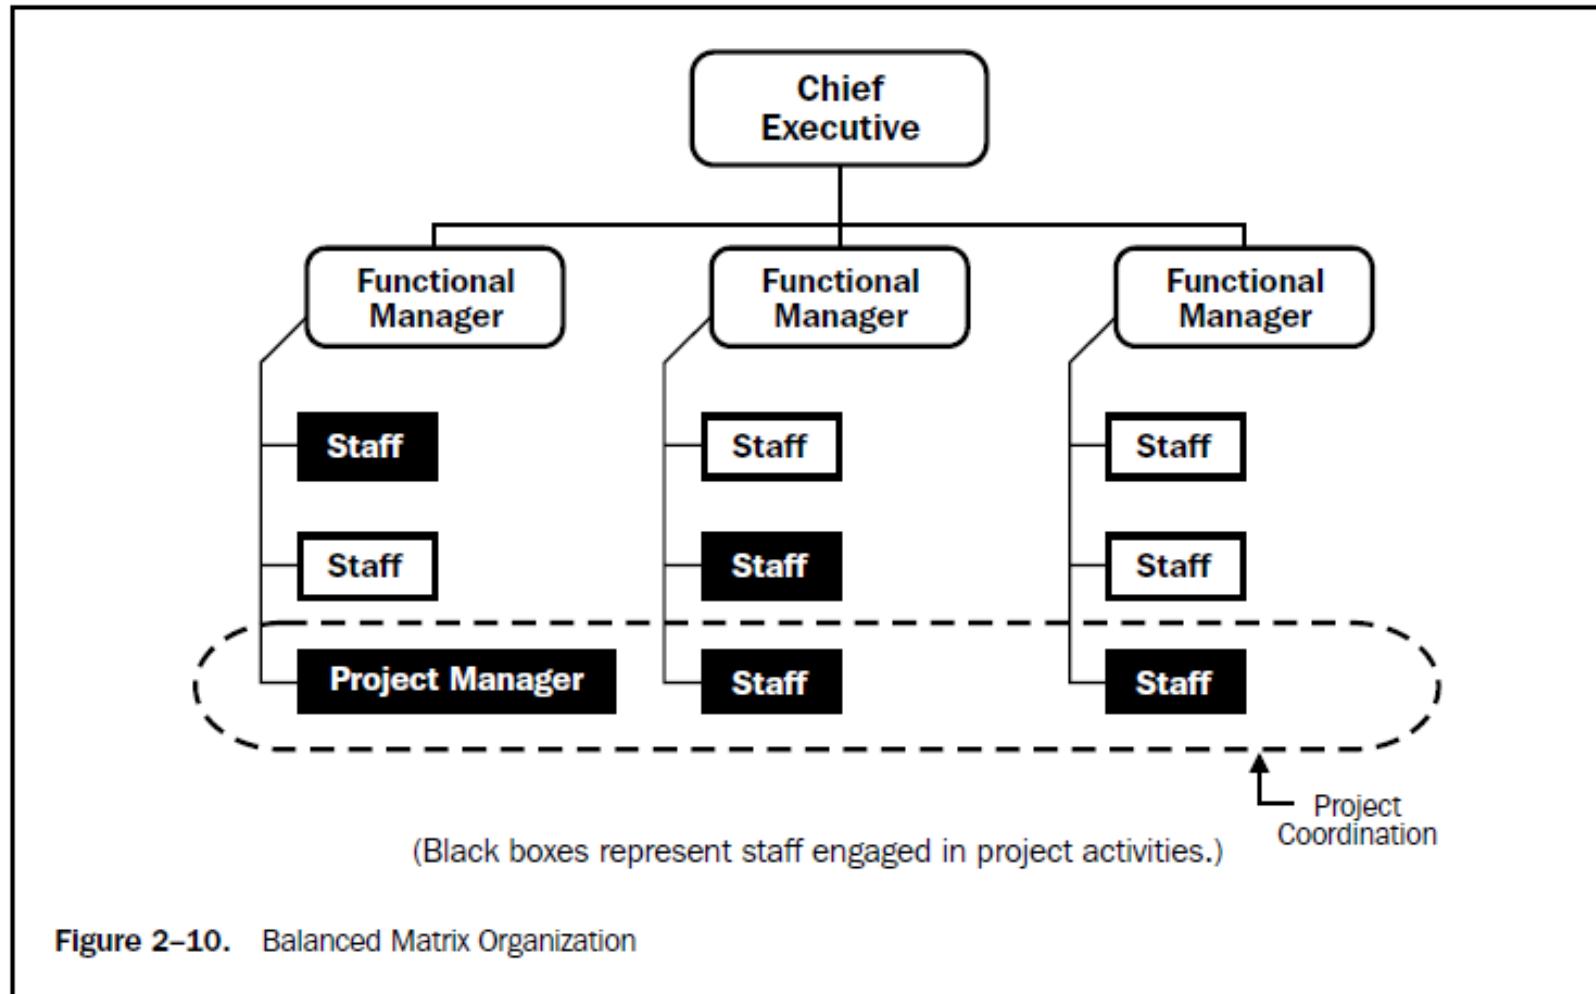 Chief
Executive
Functional
Manager
Functional
Manager
Functional
Manager
Staff
Staff
Staff
Staff
Staff
Staff
Project Manager
Staff
Staff
Project
Coordination
(Black boxes represent staff engaged in project activities.)
Figure 2–10. Balanced Matrix Organization